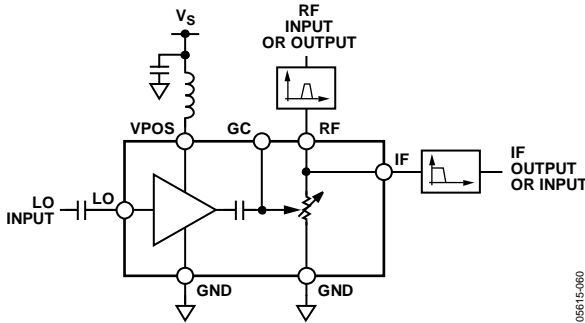 VS
RF
INPUT
OR OUTPUT
VPOS
GC
RF
IF
IF
OUTPUT
OR INPUT
LO
INPUT
LO
GND
GND
05615-060